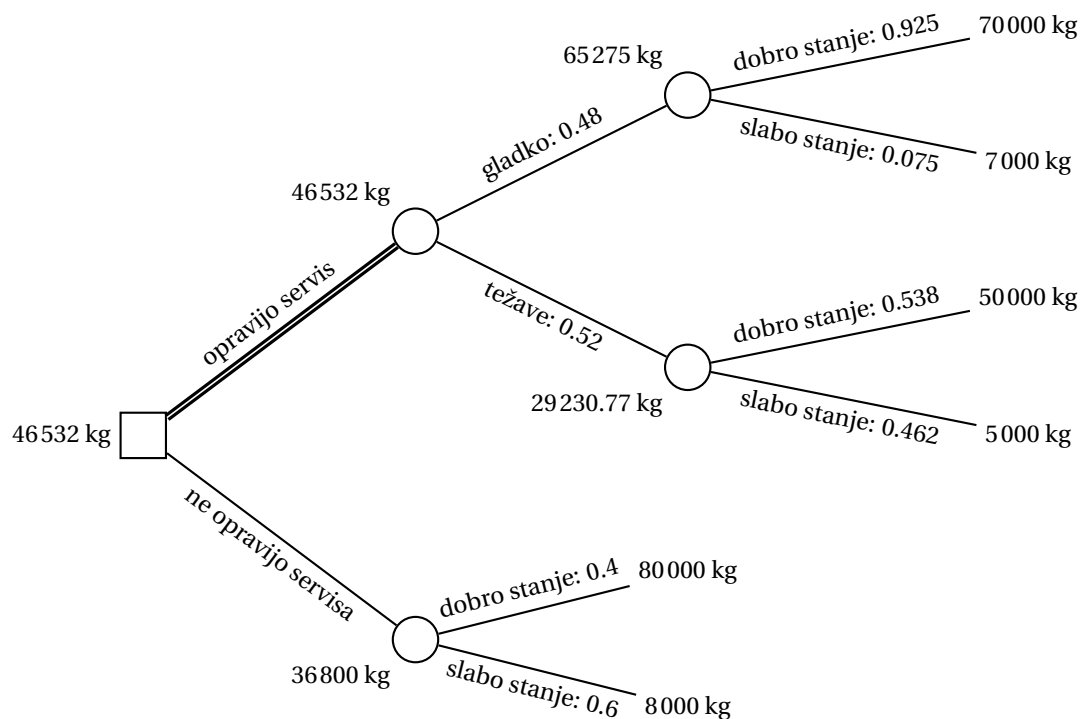 70 000 kg
dobro stanje: 0.925
65 275 kg
gladko: 0.48
slabo stanje: 0.075
7 000 kg
46 532 kg
opravijo servis
težave: 0.52
dobro stanje: 0.538
50 000 kg
29 230.77 kg
slabo stanje: 0.462
5 000 kg
46 532 kg
ne opravijo servisa
dobro stanje: 0.4
80 000 kg
36 800 kg
slabo stanje: 0.6
8 000 kg